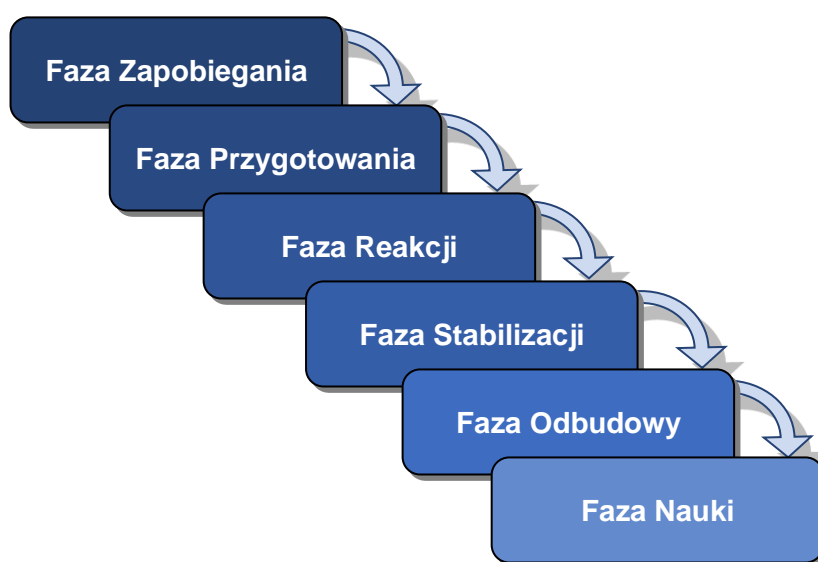 Faza Zapobiegania
Faza Przygotowania
Faza Reakcji
Faza Stabilizacji
Faza Odbudowy
Faza Nauki